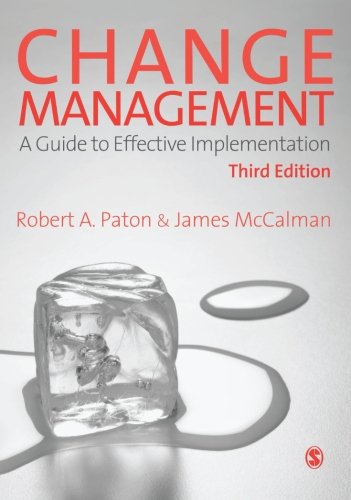 CHANGE
MANAGEMENT
A Guide to Effective Implementation
Third Edition
Robert A. Paton & James McCalman
S